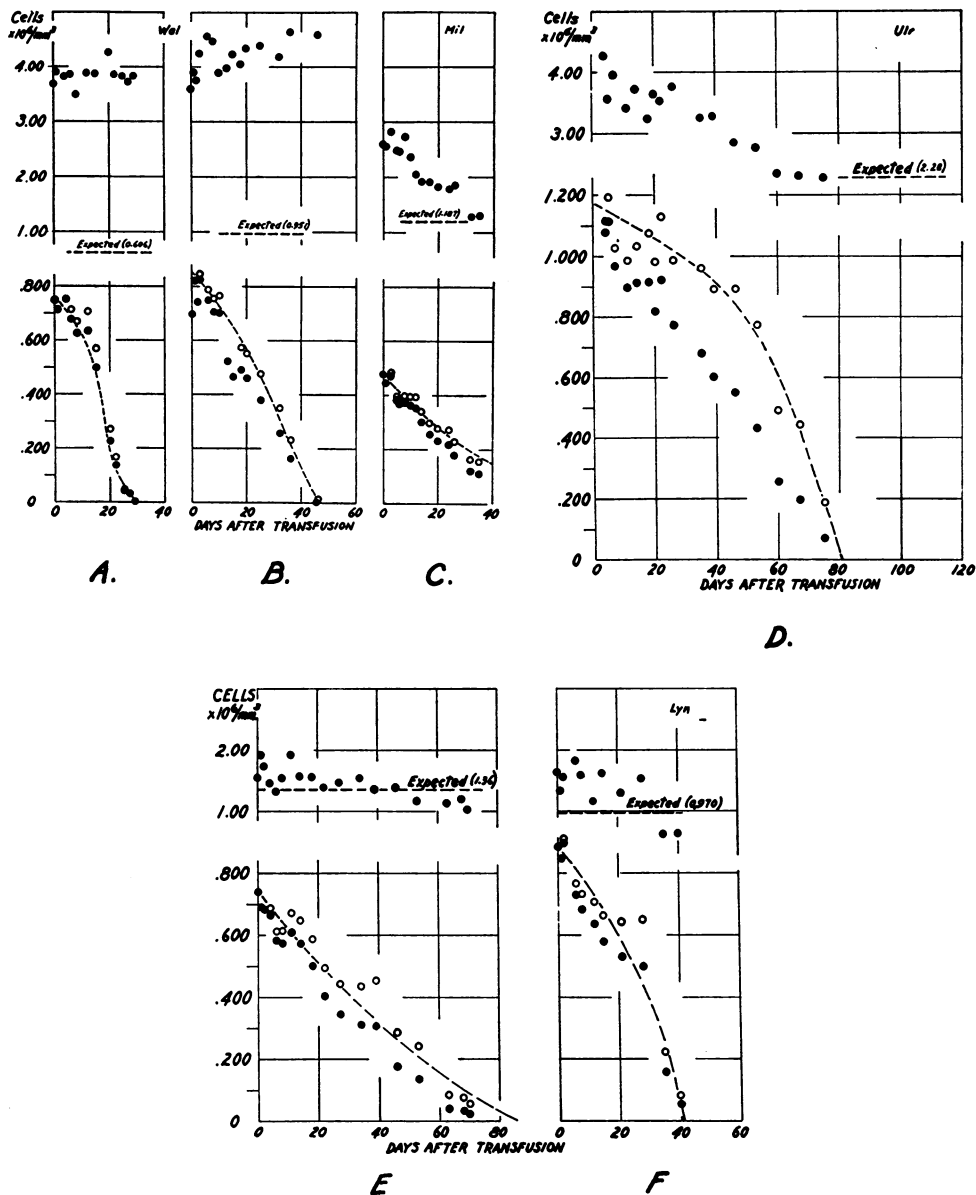 Cells
x10⁶/mm³
Wal
Mil
4.00
3.00
2.00
1.00
Expected (0.606)
Expected (0.951)
Expected (1.187)
.800
.600
.400
.200
0
0 20 40 0 20 40 60 0 20 40
DAYS AFTER TRANSFUSION
A.
B.
C.
Cells
x10⁶/mm³
Ulr
4.00
3.00
Expected (2.28)
1.200
1.000
.800
.600
.400
.200
0
0 20 40 60 80 100 120
DAYS AFTER TRANSFUSION
D.
CELLS
x10⁶/mm³
Lyn
2.00
1.00
Expected (1.36)
Expected (0.970)
.800
.600
.400
.200
0
0 20 40 60 80 0 20 40 60
DAYS AFTER TRANSFUSION
E
F